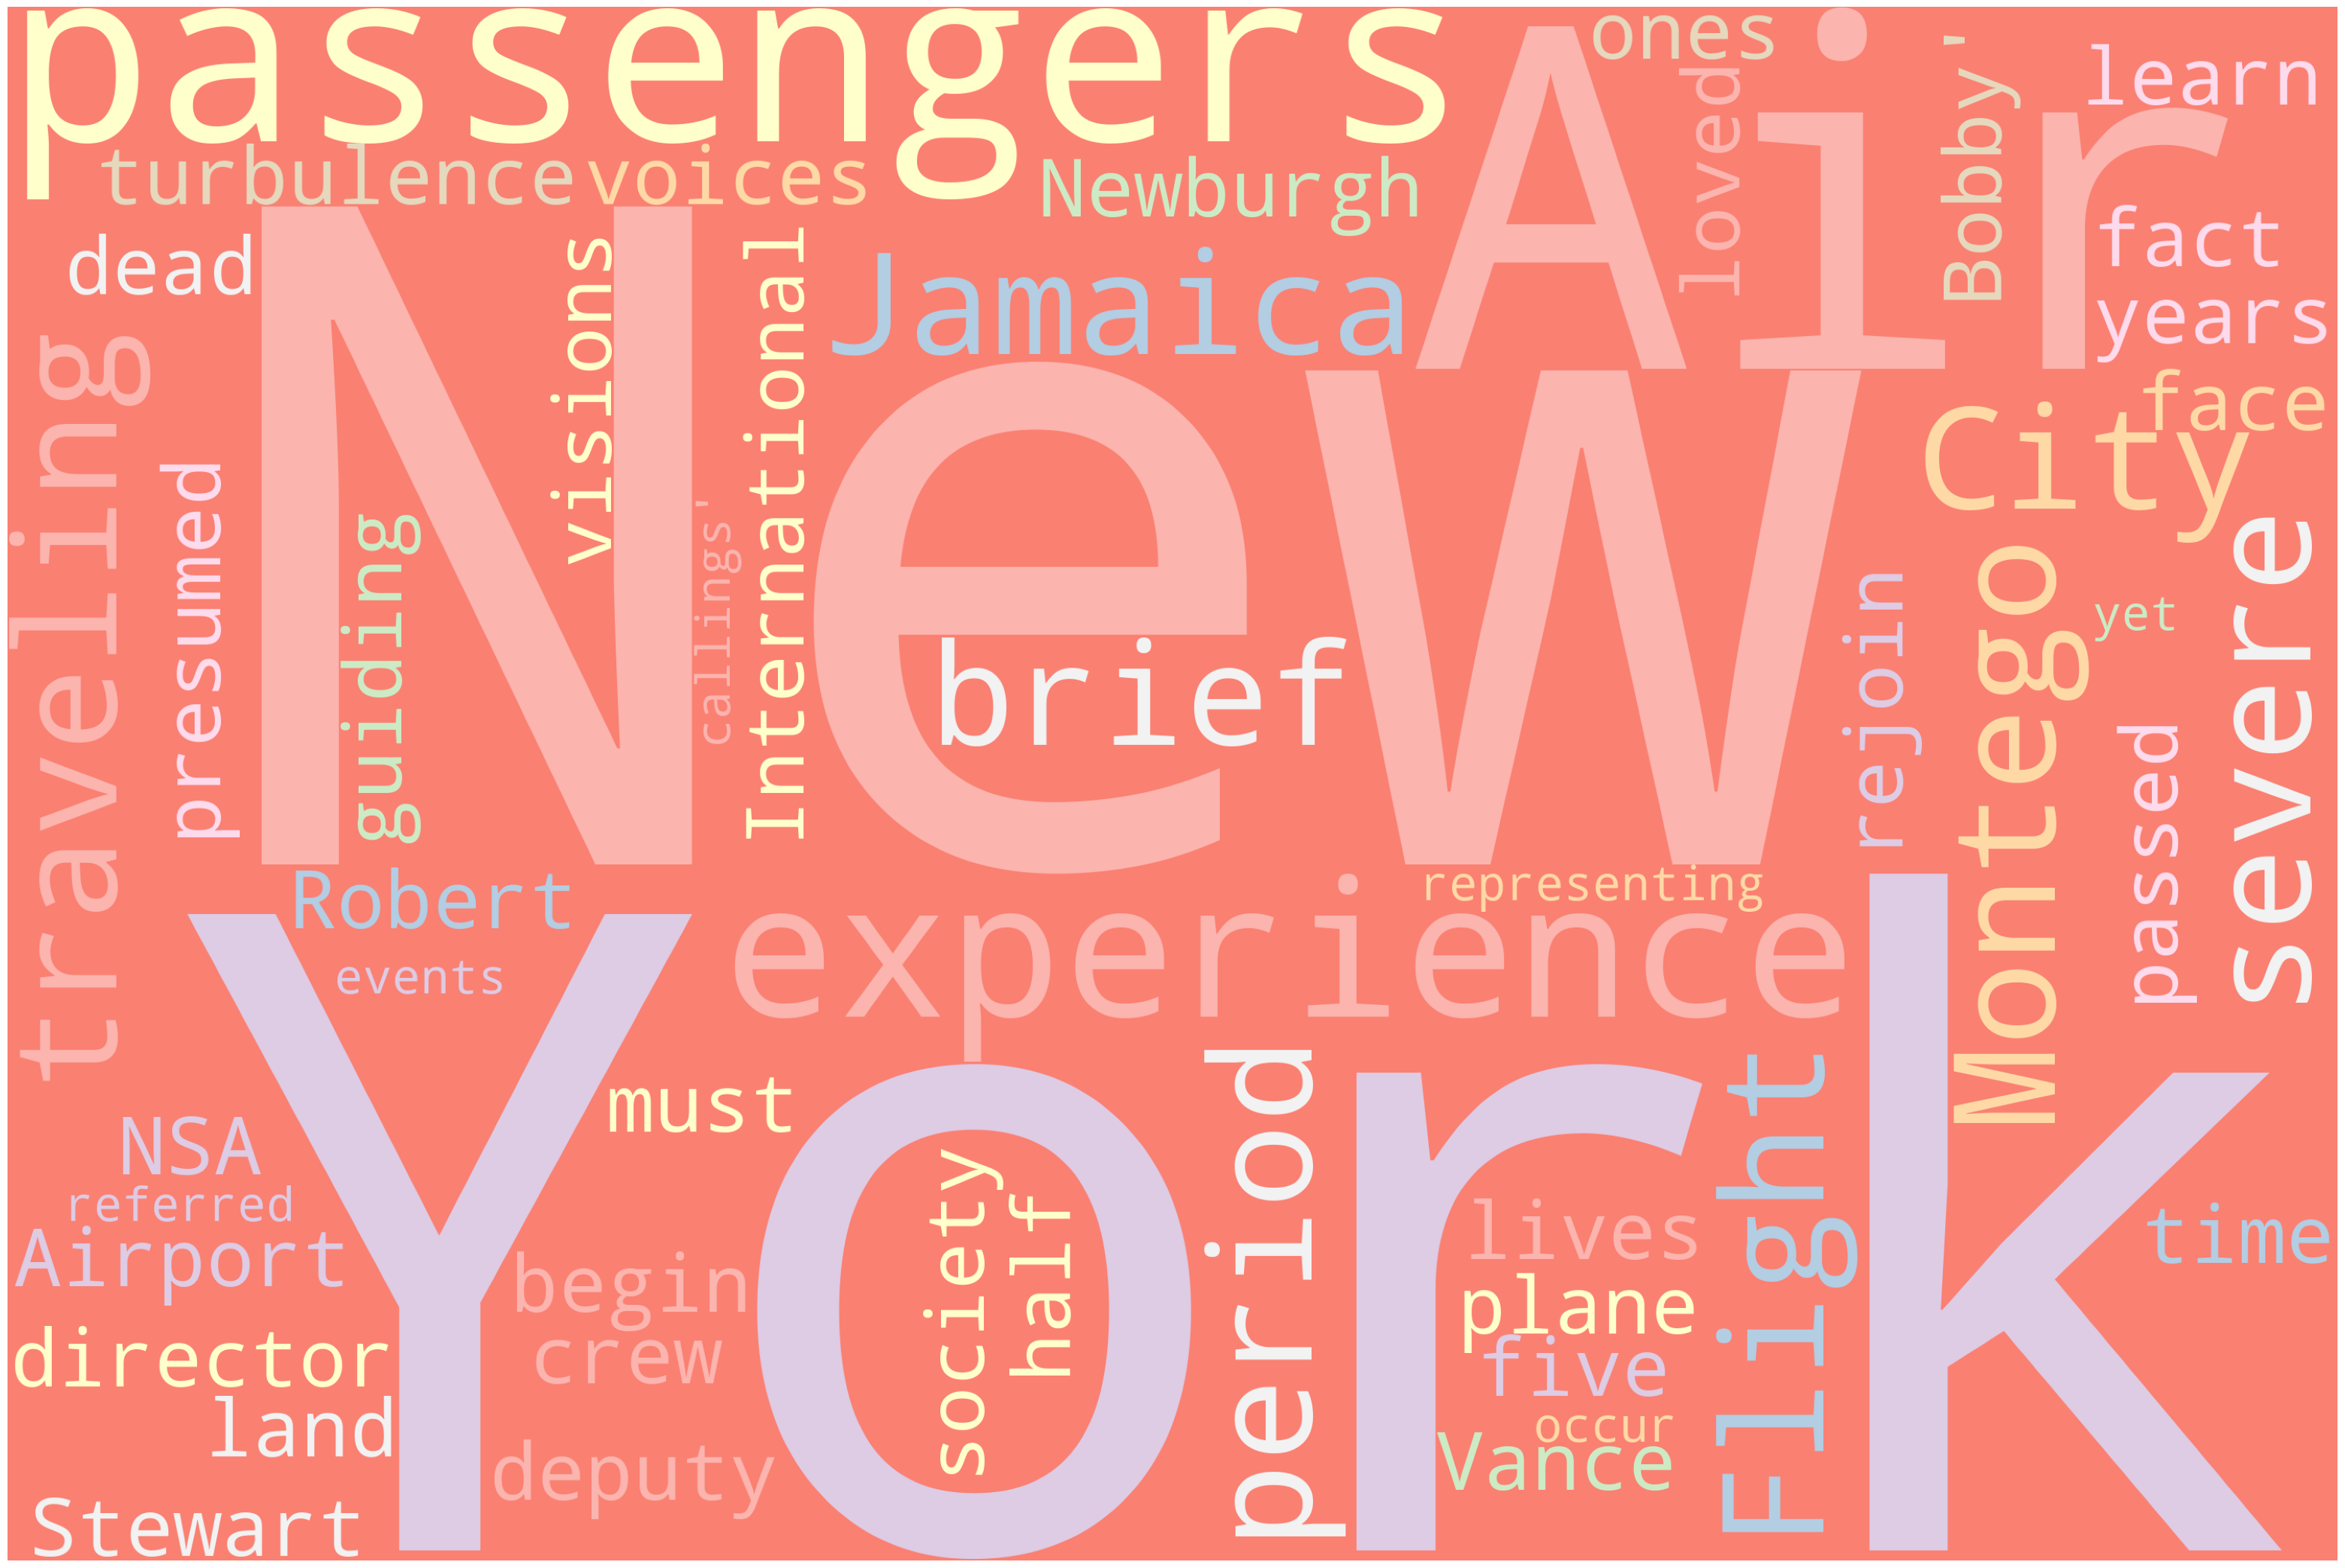 passengers
ones
Air
learn
loved
Bobby'
turbulence
voices
Newburgh
fact
dead
visions
International
Jamaica
years
New
face
City
traveling
presumed
guiding
callings'
brief
rejoin
Montego
yet
severe
passed
Robert
representing
experience
events
York
must
period
Flight
NSA
society
half
referred
lives
time
Airport
begin
plane
director
crew
five
land
occur
deputy
Vance
Stewart